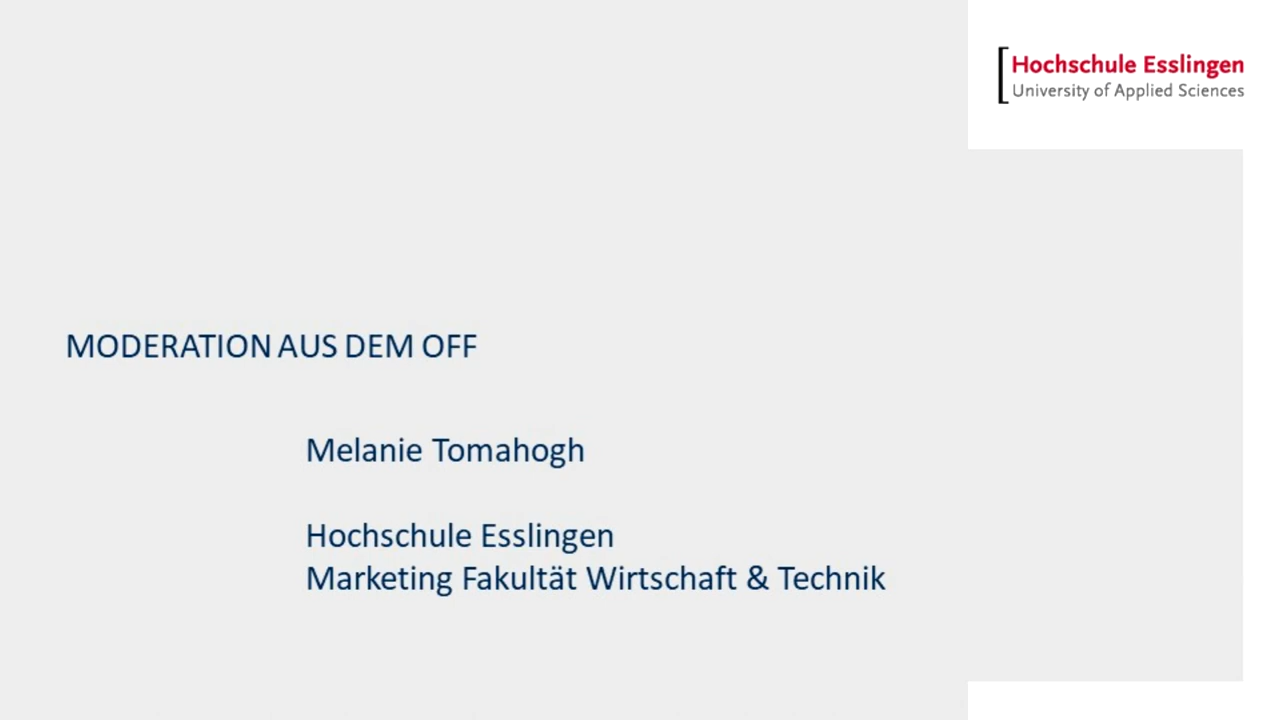 Hochschule Esslingen
University of Applied Sciences
MODERATION AUS DEM OFF
Melanie Tomahogh
Hochschule Esslingen
Marketing Fakultät Wirtschaft & Technik